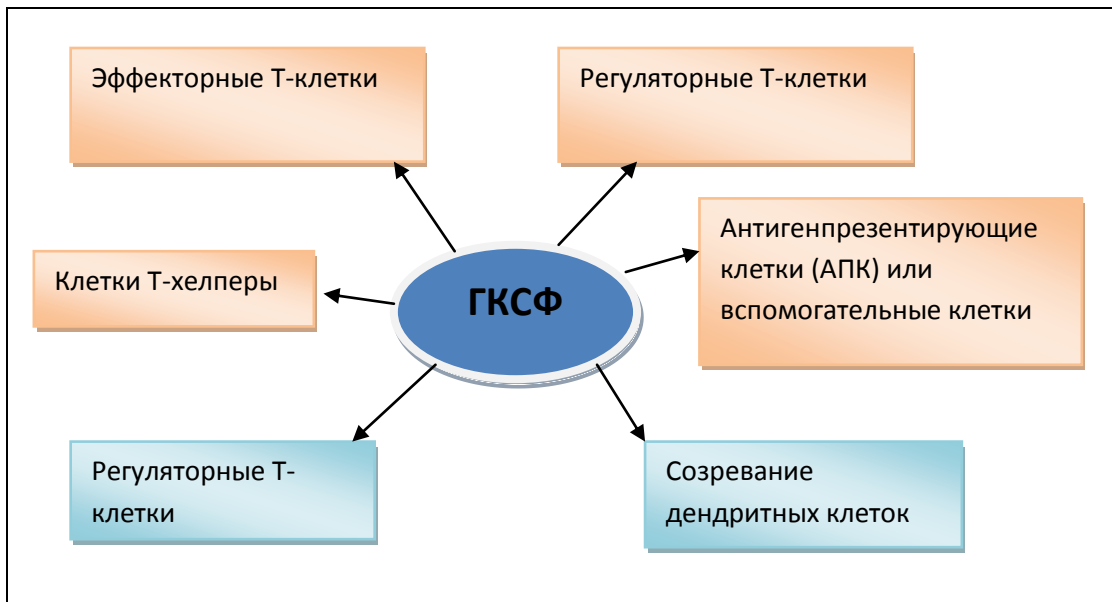 Эффекторные Т-клетки
Регуляторные Т-клетки
Антигенпрезентирующие
клетки (АПК) или
вспомогательные клетки
Клетки Т-хелперы
ГКСФ
Регуляторные Т-
клетки
Созревание
дендритных клеток